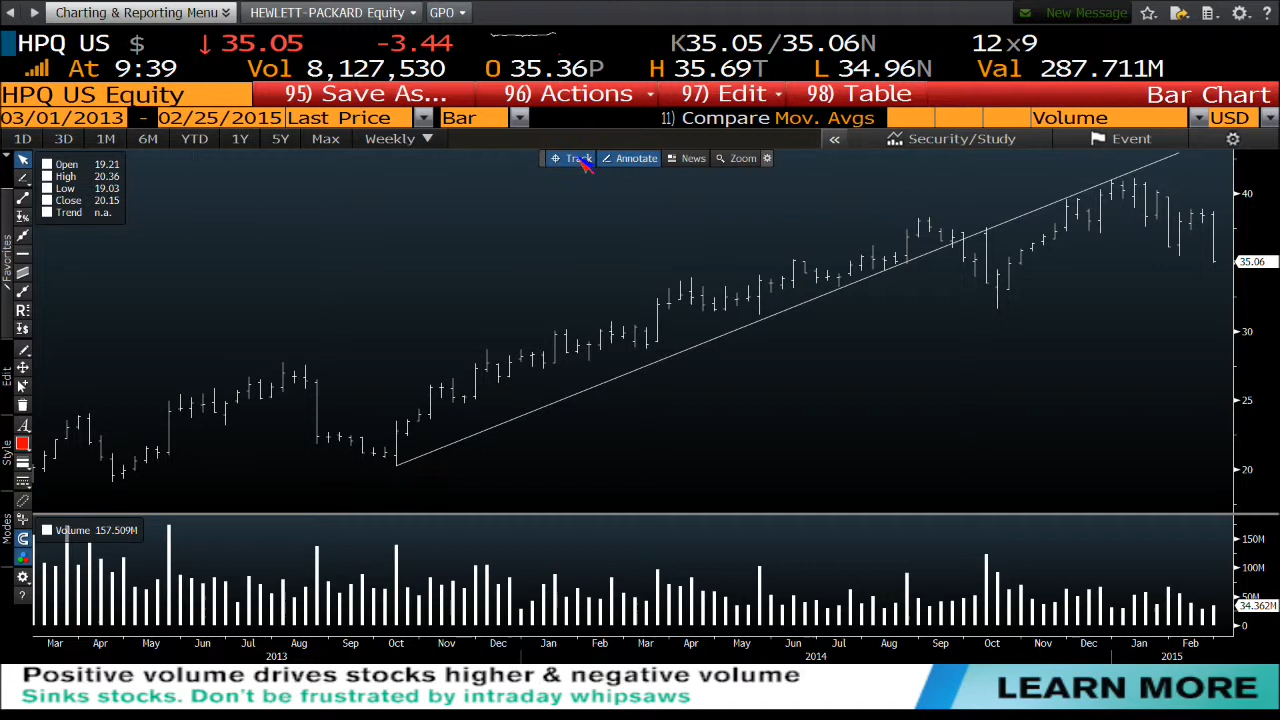 Charting & Reporting Menu HEWLETT-PACKARD Equity GPO New Message ?
HPQ US $ ↓ 35.05 -3.44 K35.05/35.06N 12x9
At 9:39 Vol 8,127,530 O 35.36P H 35.69T L 34.96N Val 287.711M
HPQ US Equity 95) Save As... 96) Actions 97) Edit 98) Table Bar Chart
03/01/2013 - 02/25/2015 Last Price Bar 11) Compare Mov. Avgs Volume USD
1D 3D 1M 6M YTD 1Y 5Y Max Weekly « Security/Study Event
Track Annotate News Zoom
Open 19.21
High 20.36
Low 19.03
Close 20.15
Trend n.a.
Favorites
Edit
Style
Modes
40
35.06
30
25
20
Volume 157.509M
150M
100M
50M
34.362M
0
Mar Apr May Jun Jul Aug Sep Oct Nov Dec Jan Feb Mar Apr May Jun Jul Aug Sep Oct Nov Dec Jan Feb
2013 2014 2015
Positive volume drives stocks higher & negative volume
Sinks stocks. Don't be frustrated by intraday whipsaws
LEARN MORE